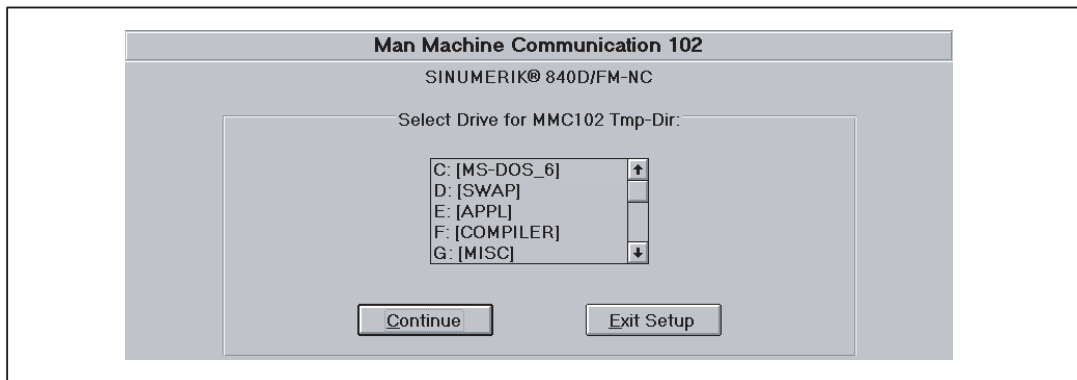 Man Machine Communication 102
SINUMERIK® 840D/FM-NC
Select Drive for MMC102 Tmp-Dir:
C: [MS-DOS_6]
D: [SWAP]
E: [APPL]
F: [COMPILER]
G: [MISC]
Continue
Exit Setup